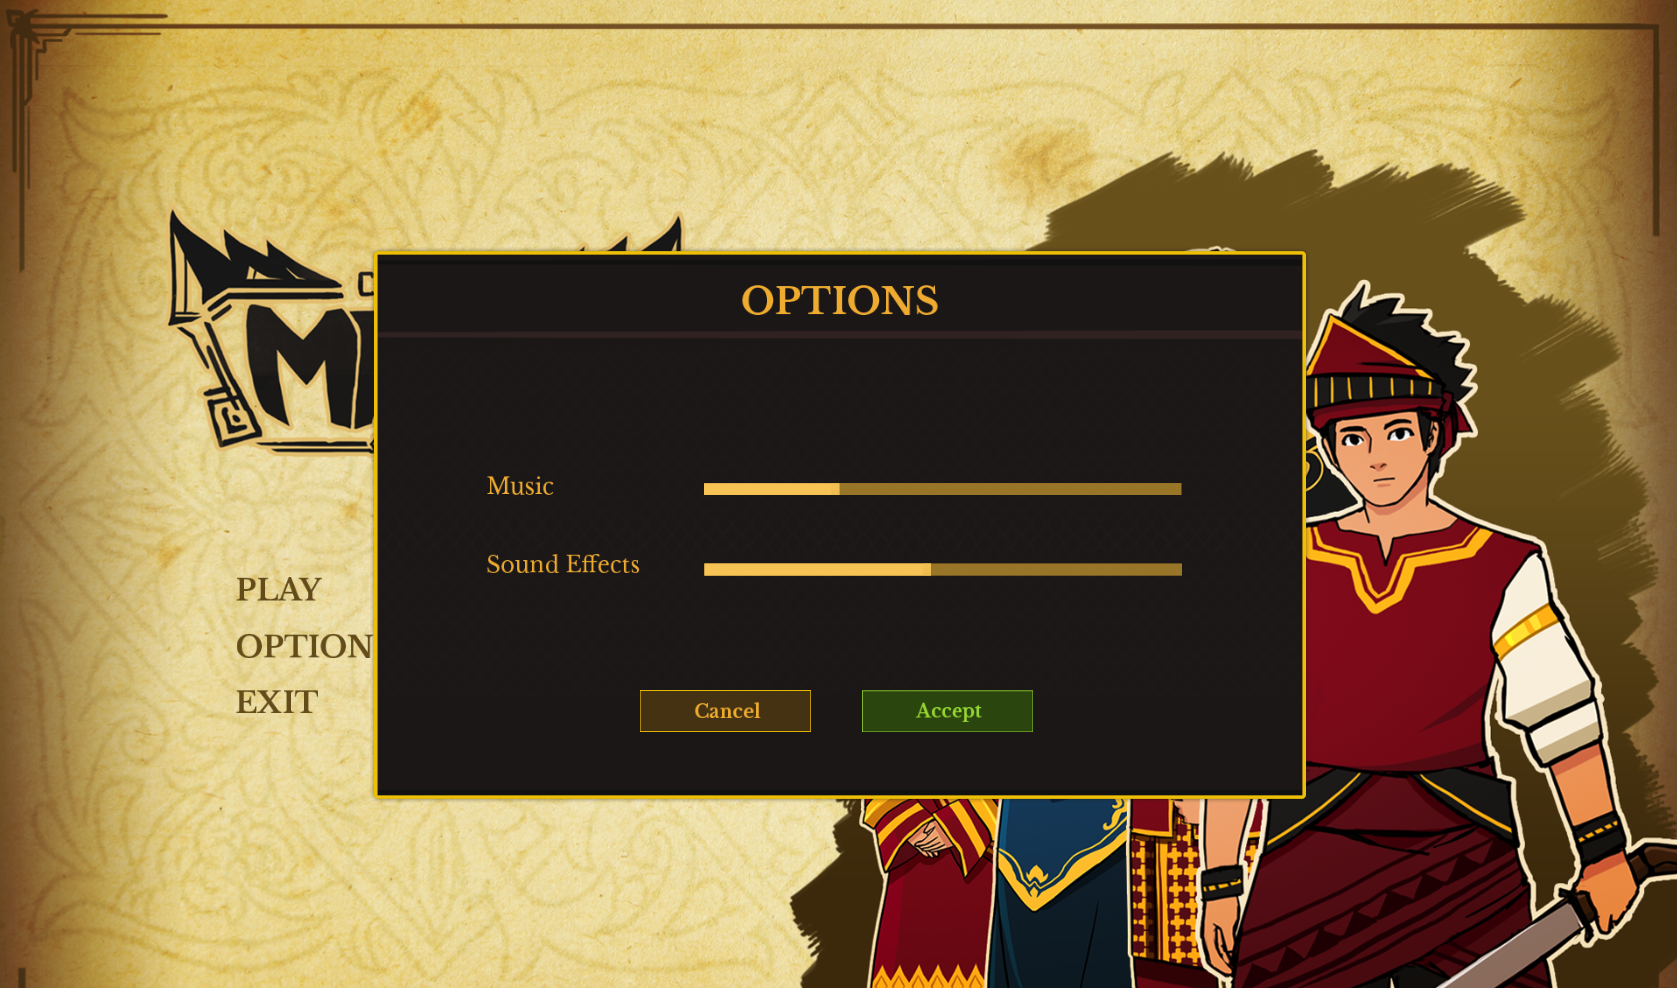 OPTIONS
Music
Sound Effects
Cancel
Accept
PLAY
OPTION
EXIT